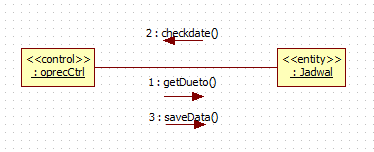 2 : checkdate()
<<control>>
: oprecCtrl
<<entity>>
: Jadwal
1 : getDueto()
3 : saveData()